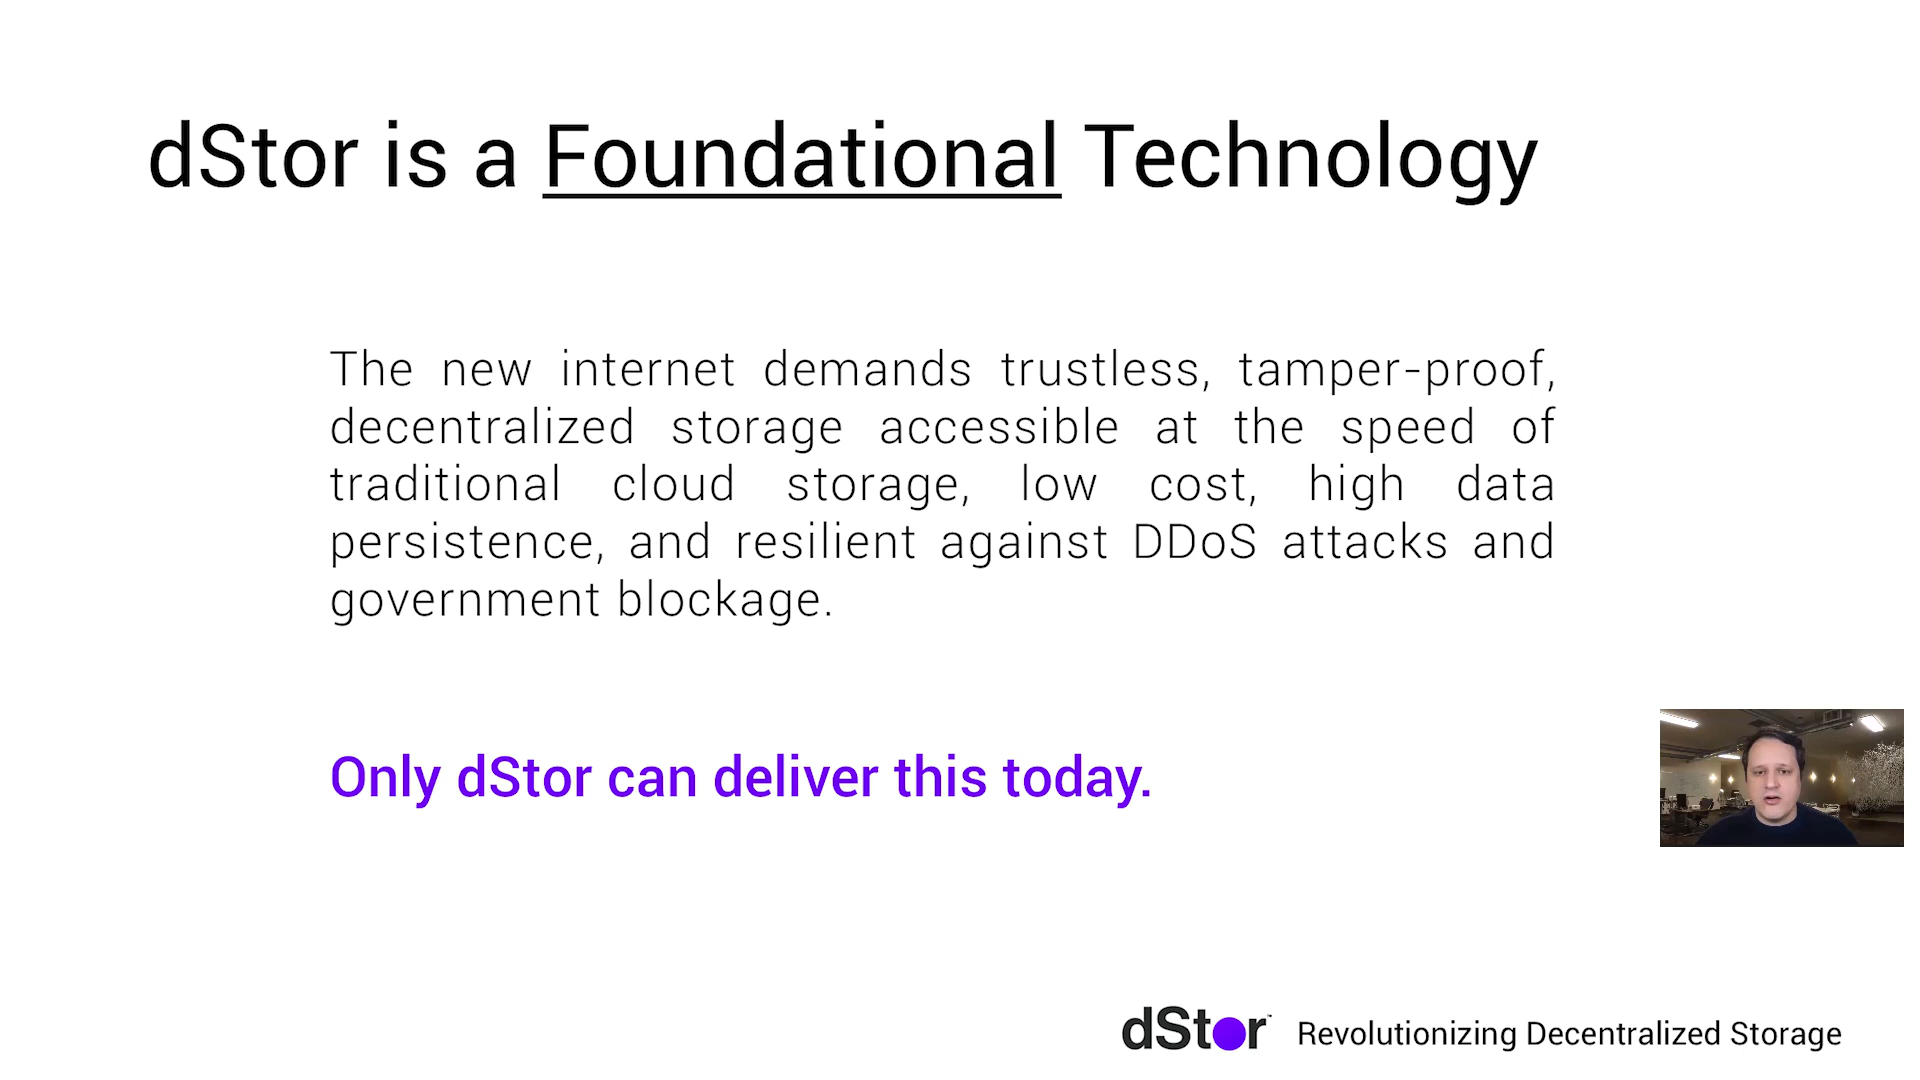 dStor is a Foundational Technology
The new internet demands trustless, tamper-proof,
decentralized storage accessible at the speed of
traditional cloud storage, low cost, high data
persistence, and resilient against DDoS attacks and
government blockage.
Only dStor can deliver this today.
dStor™ Revolutionizing Decentralized Storage